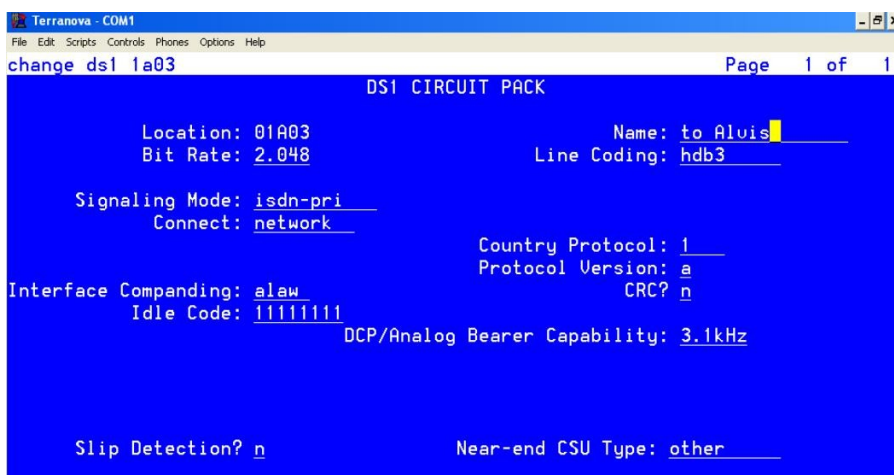 Terranova - COM1
File Edit Scripts Controls Phones Options Help
change ds1 1a03 Page 1 of 1
DS1 CIRCUIT PACK
Location: 01A03 Name: to Alvis
Bit Rate: 2.048 Line Coding: hdb3
Signaling Mode: isdn-pri
Connect: network
Country Protocol: 1
Protocol Version: a
Interface Companding: alaw CRC? n
Idle Code: 11111111
DCP/Analog Bearer Capability: 3.1kHz
Slip Detection? n Near-end CSU Type: other